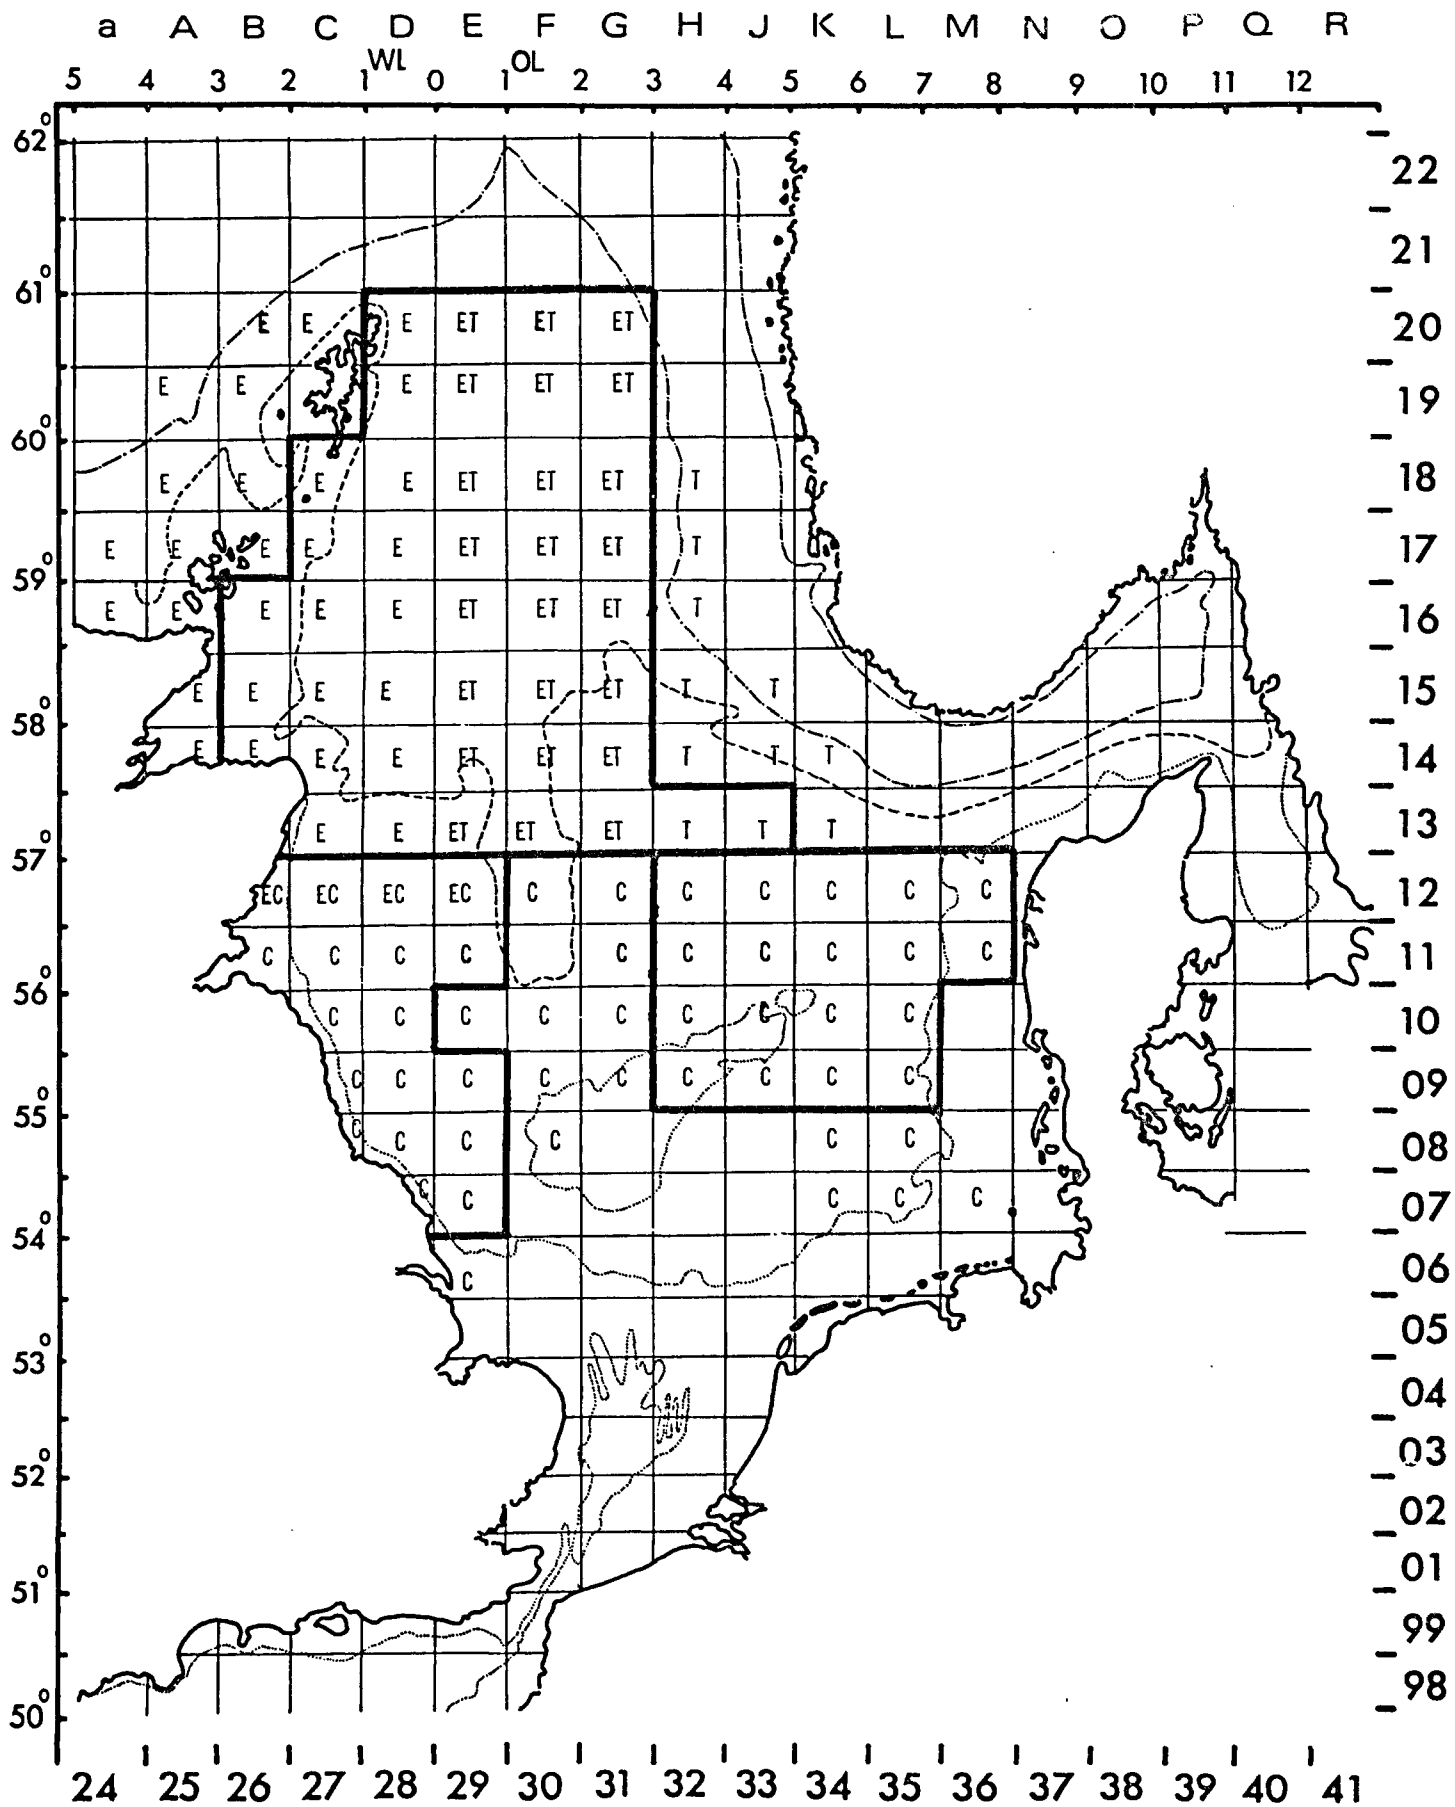 a A B C D E F G H J K L M N O P Q R
WL OL
5 4 3 2 1 0 1 2 3 4 5 6 7 8 9 10 11 12
62° 22
21
61°
E E E ET ET ET 20
E E E ET ET ET 19
60°
E E E E ET ET ET T 18
E E E E E ET ET ET T 17
59°
E E E E E ET ET ET T 16
E E E E ET ET ET T T 15
58°
E E E E ET ET ET T T T 14
E E ET ET ET T T T 13
57°
EC EC EC EC C C C C C C C 12
C C C C C C C C C C 11
56°
C C C C C C C C C 10
C C C C C C C C C 09
55°
C C C C C C 08
C C C C C 07
54°
C 06
05
53°
04
03
52°
02
01
51°
99
98
50°
24 25 26 27 28 29 30 31 32 33 34 35 36 37 38 39 40 41